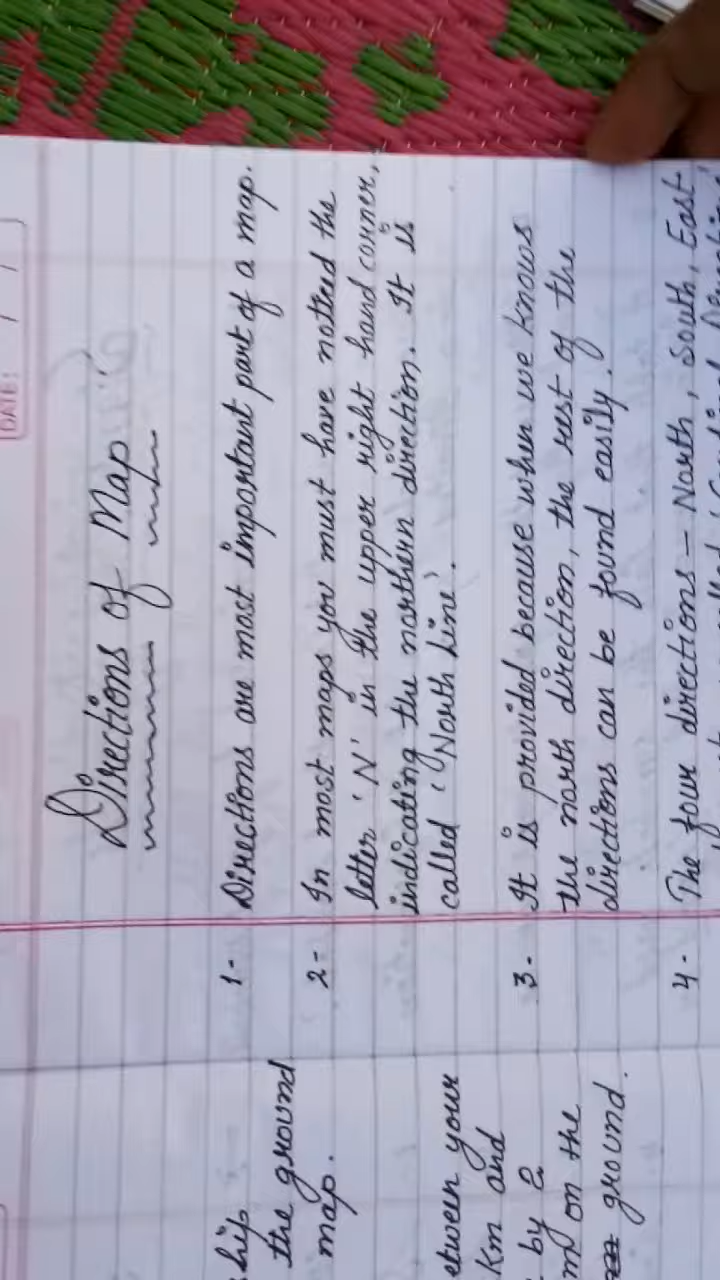 DATE: / /
Directions of Map
1- Directions are most important part of a map.
2- In most maps you must have noticed the
letter 'N' in the upper right hand corner,
indicating the northern direction. It is
called 'North Line'.
3- It is provided because when we knows
the north direction, the rest of the
directions can be found easily.
4- The four directions - North, South, East
the ground
map.
your
km and
by 2
on the
ground.